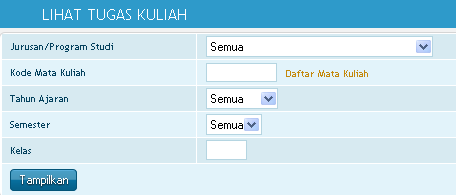 LIHAT TUGAS KULIAH
Jurusan/Program Studi Semua
Kode Mata Kuliah Daftar Mata Kuliah
Tahun Ajaran Semua
Semester Semua
Kelas
Tampilkan